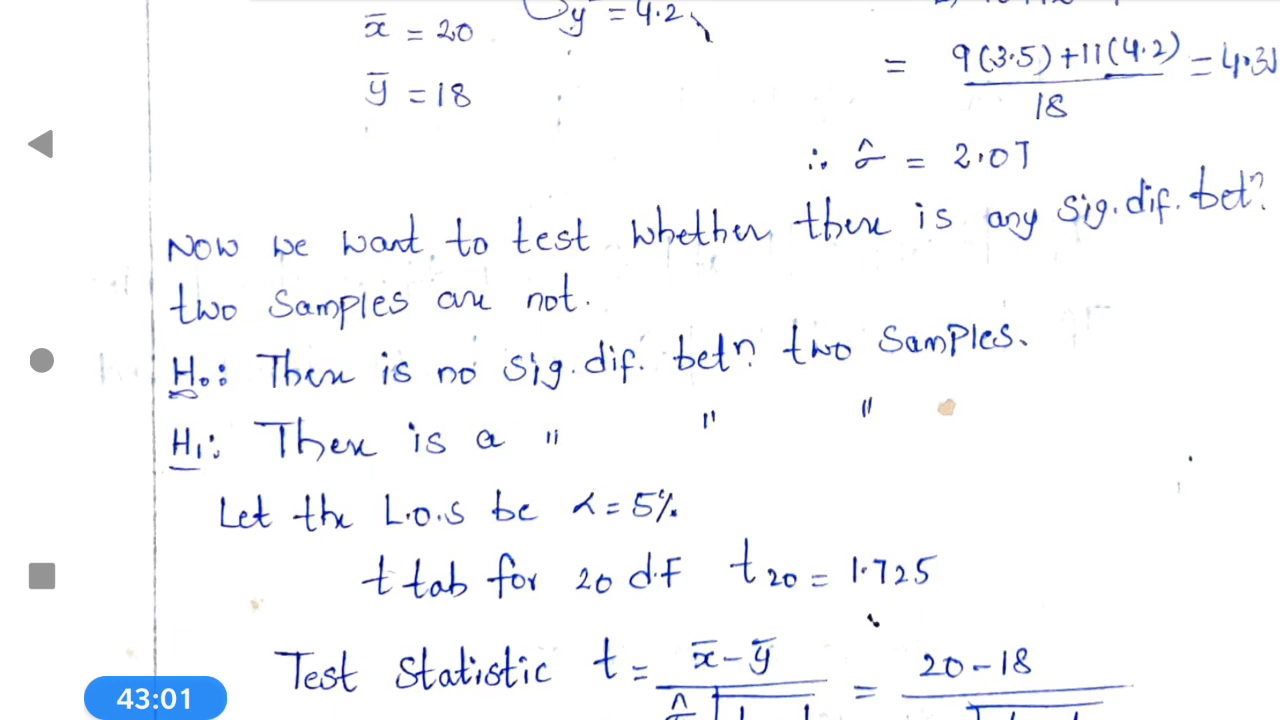 x̄ = 20
σy = 4.2
ȳ = 18
= 9(3.5)+11(4.2) / 18 = 4.3
∴ σ̂ = 2.07
Now we want to test whether there is any sig.dif. betn
two samples are not.
H₀: There is no sig.dif. betn two samples.
H₁: There is a " " "
Let the L.O.S be α = 5%
t tab for 20 d.F t₂₀ = 1.725
Test Statistic t = x̄ - ȳ = 20-18
43:01